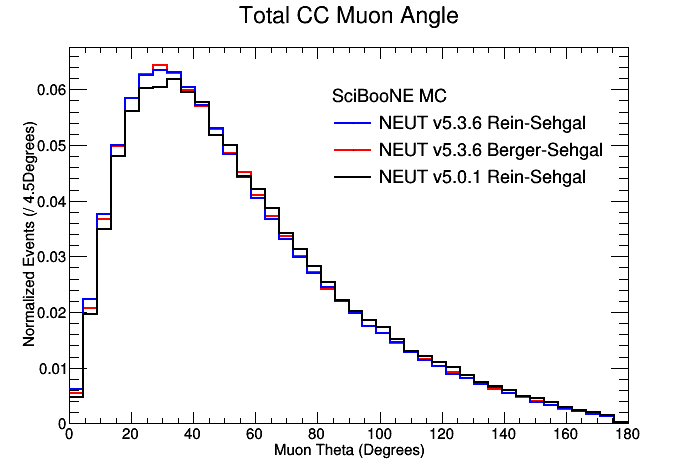 Total CC Muon Angle
Normalized Events (/ 4.5Degrees)
0.06
0.05
0.04
0.03
0.02
0.01
0
SciBooNE MC
NEUT v5.3.6 Rein-Sehgal
NEUT v5.3.6 Berger-Sehgal
NEUT v5.0.1 Rein-Sehgal
0 20 40 60 80 100 120 140 160 180
Muon Theta (Degrees)